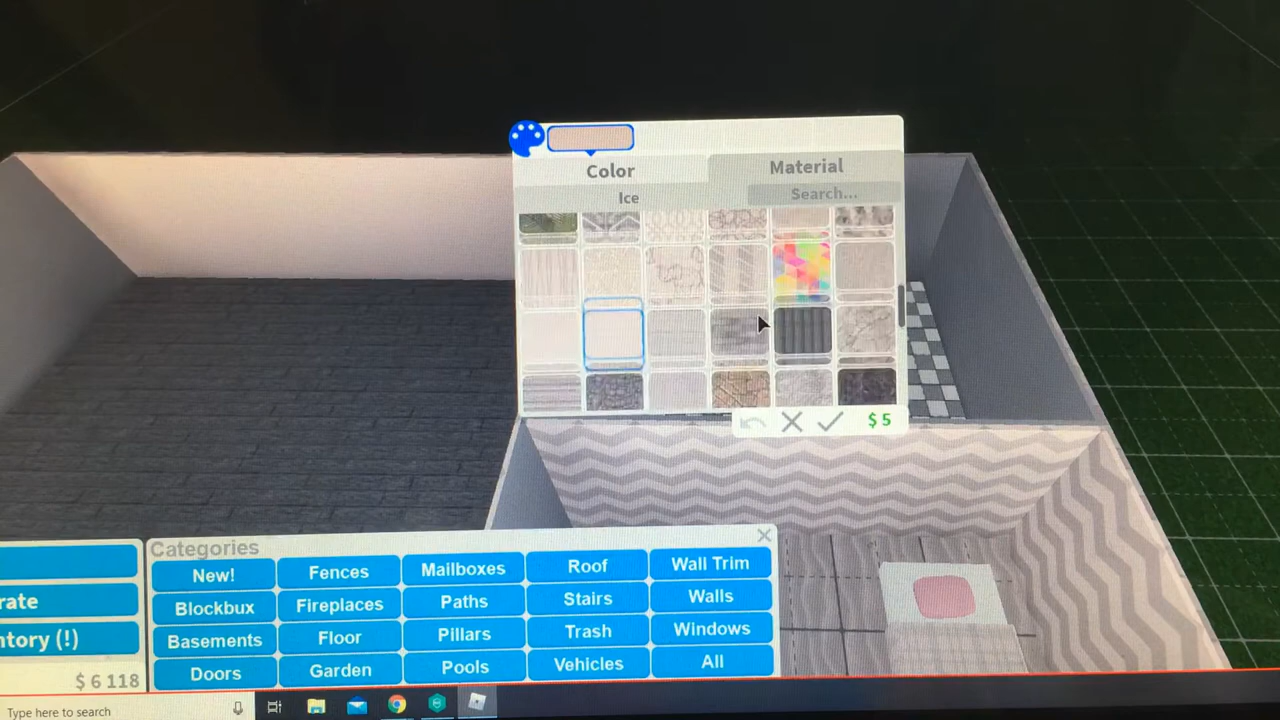 Color
Material
Ice
Search...
$ 5
Categories
New!
Fences
Mailboxes
Roof
Wall Trim
Blockbux
Fireplaces
Paths
Stairs
Walls
Basements
Floor
Pillars
Trash
Windows
Doors
Garden
Pools
Vehicles
All
rate
ntory (!)
$ 6 118
Type here to search